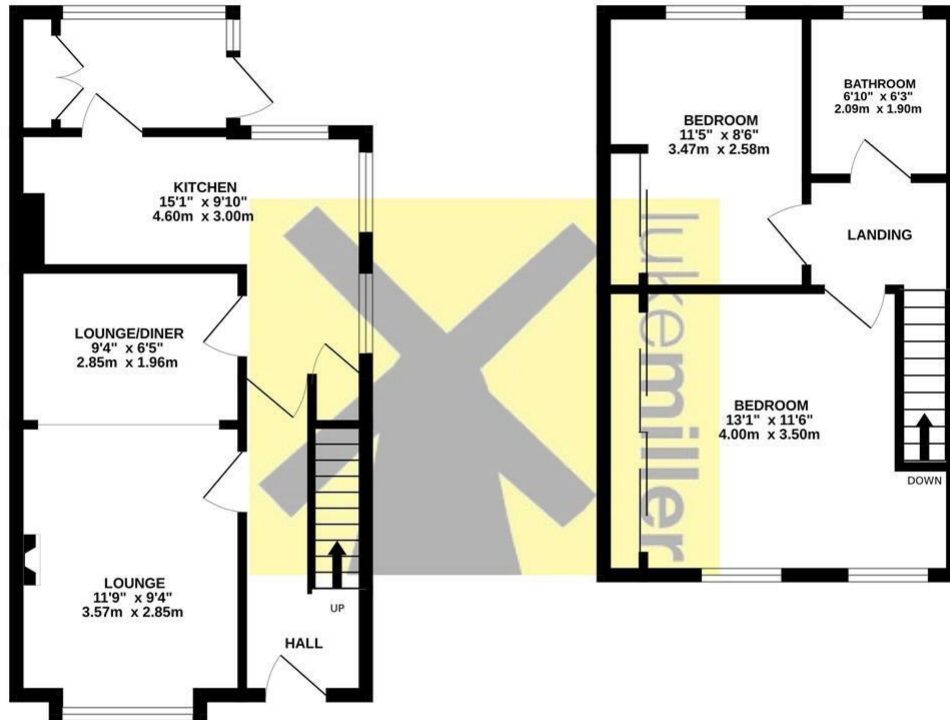 KITCHEN
15'1" x 9'10"
4.60m x 3.00m
LOUNGE/DINER
9'4" x 6'5"
2.85m x 1.96m
LOUNGE
11'9" x 9'4"
3.57m x 2.85m
UP
HALL
BEDROOM
11'5" x 8'6"
3.47m x 2.58m
BATHROOM
6'10" x 6'3"
2.09m x 1.90m
LANDING
BEDROOM
13'1" x 11'6"
4.00m x 3.50m
DOWN
lukemiller